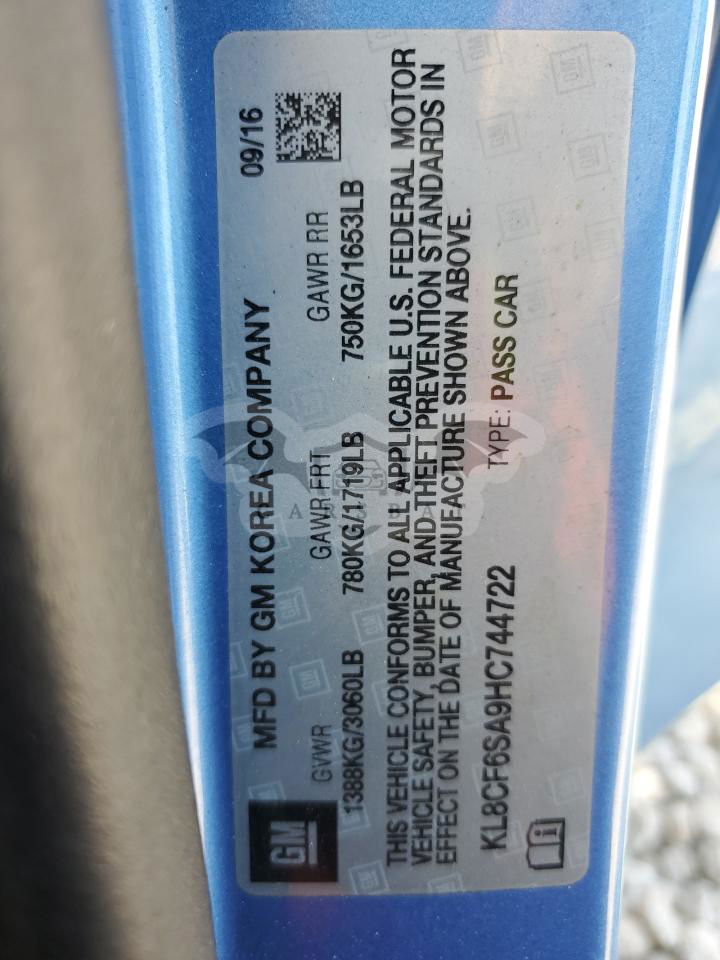 GM
MFD BY GM KOREA COMPANY 09/16
GVWR GAWR FRT GAWR RR
1388KG/3060LB 780KG/1719LB 750KG/1653LB
THIS VEHICLE CONFORMS TO ALL APPLICABLE U.S. FEDERAL MOTOR
VEHICLE SAFETY, BUMPER, AND THEFT PREVENTION STANDARDS IN
EFFECT ON THE DATE OF MANUFACTURE SHOWN ABOVE.
KL8CF6SA9HC744722 TYPE: PASS CAR